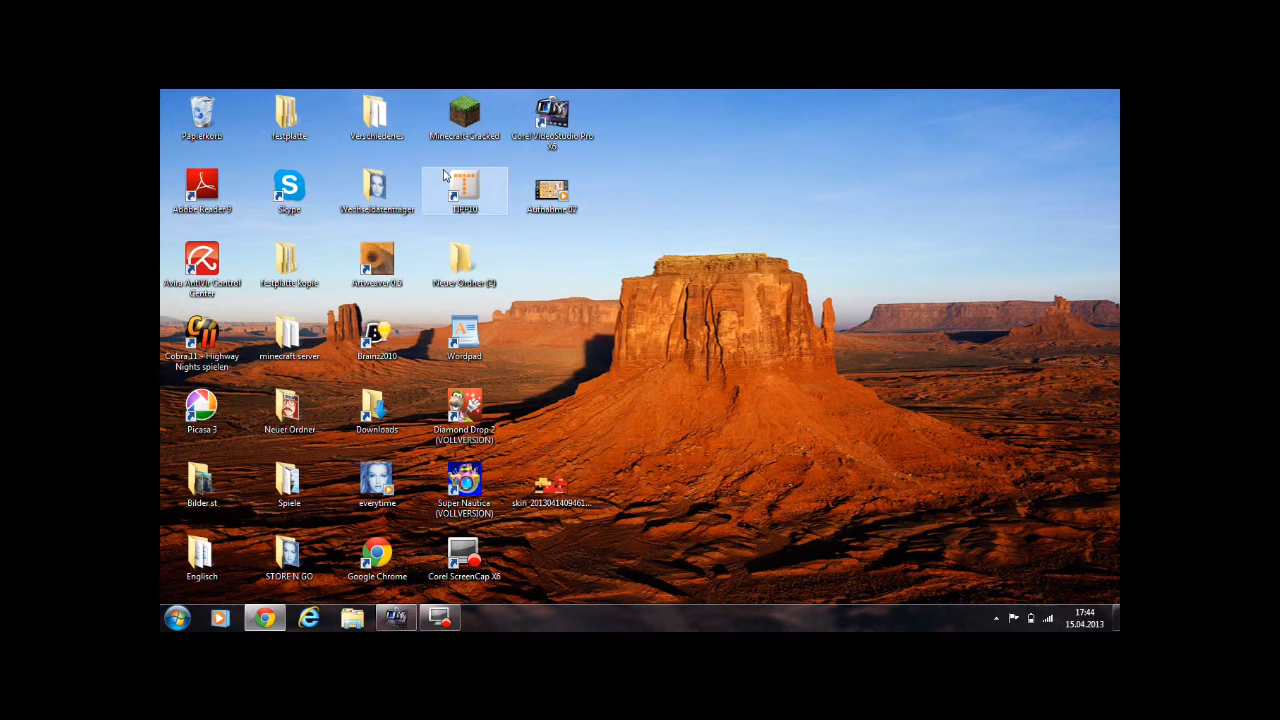 Papierkorb
Festplatte
Verschiedenes
Minecraft-Cracked
Corel VideoStudio Pro
X6
Adobe Reader 9
Skype
Wechseldatenträger
TIPP10
Aufnahme 02
Avira AntiVir Control
Center
Festplatte kopie
Artweaver 0.5
Neuer Ordner (2)
Cobra 11 - Highway
Nights spielen
minecraft server
Brainz2010
Wordpad
Picasa 3
Neuer Ordner
Downloads
Diamond Drop 2
(VOLLVERSION)
Bilder.st
Spiele
everytime
Super Nautica
(VOLLVERSION)
skin_2013041409461...
Englisch
STORE N GO
Google Chrome
Corel ScreenCap X6
17:44
15.04.2013